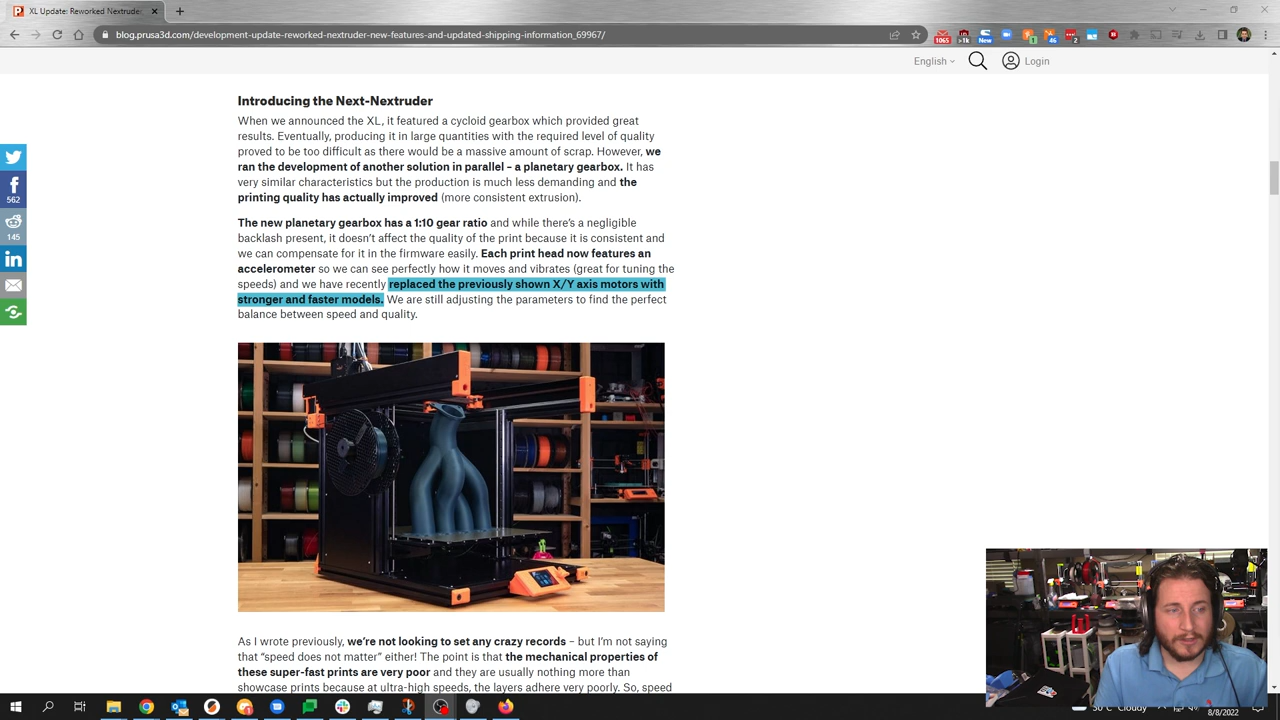 XL Update: Reworked Nextruder
blog.prusa3d.com/development-update-reworked-nextruder-new-features-and-updated-shipping-information_69967/
1065
>1k
New
1
46
2
English
Login
Introducing the Next-Nextruder
When we announced the XL, it featured a cycloid gearbox which provided great
results. Eventually, producing it in large quantities with the required level of quality
proved to be too difficult as there would be a massive amount of scrap. However, we
ran the development of another solution in parallel – a planetary gearbox. It has
very similar characteristics but the production is much less demanding and the
printing quality has actually improved (more consistent extrusion).
The new planetary gearbox has a 1:10 gear ratio and while there's a negligible
backlash present, it doesn't affect the quality of the print because it is consistent and
we can compensate for it in the firmware easily. Each print head now features an
accelerometer so we can see perfectly how it moves and vibrates (great for tuning the
speeds) and we have recently replaced the previously shown X/Y axis motors with
stronger and faster models. We are still adjusting the parameters to find the perfect
balance between speed and quality.
562
145
As I wrote previously, we're not looking to set any crazy records – but I'm not saying
that “speed does not matter” either! The point is that the mechanical properties of
these super-fast prints are very poor and they are usually nothing more than
showcase prints because at ultra-high speeds, the layers adhere very poorly. So, speed
Cloudy
8/8/2022